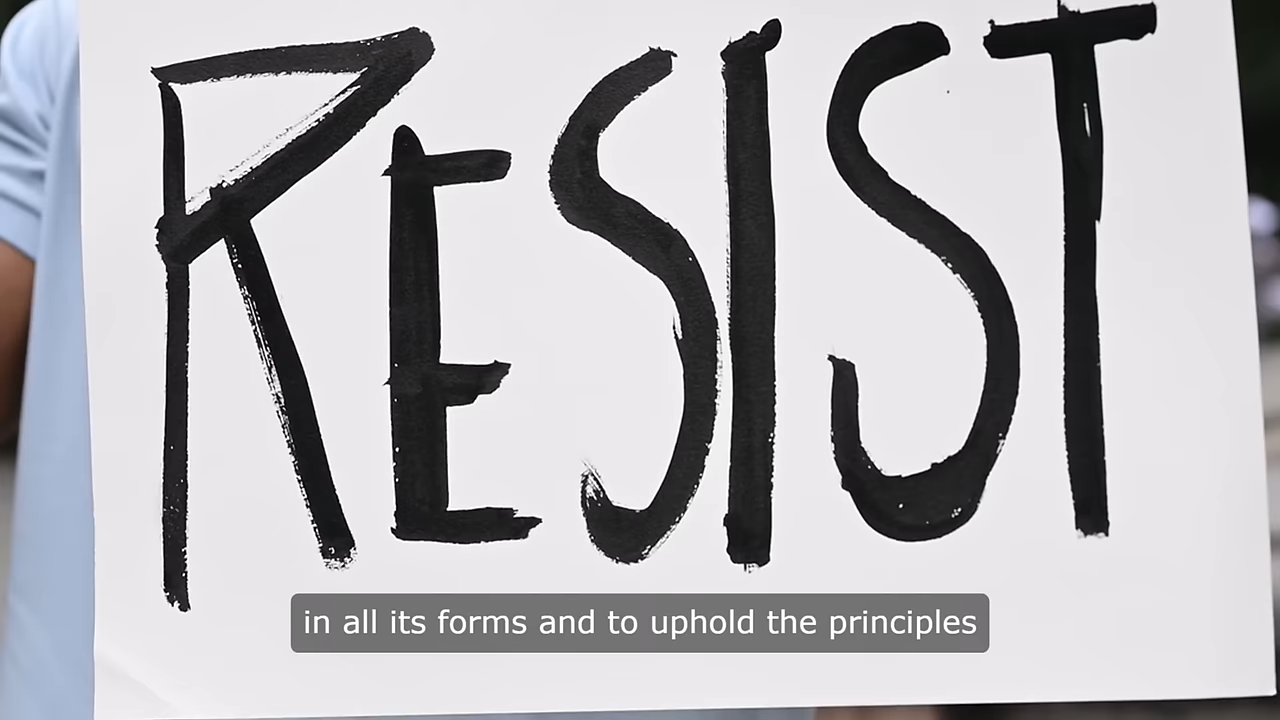 RESIST
in all its forms and to uphold the principles